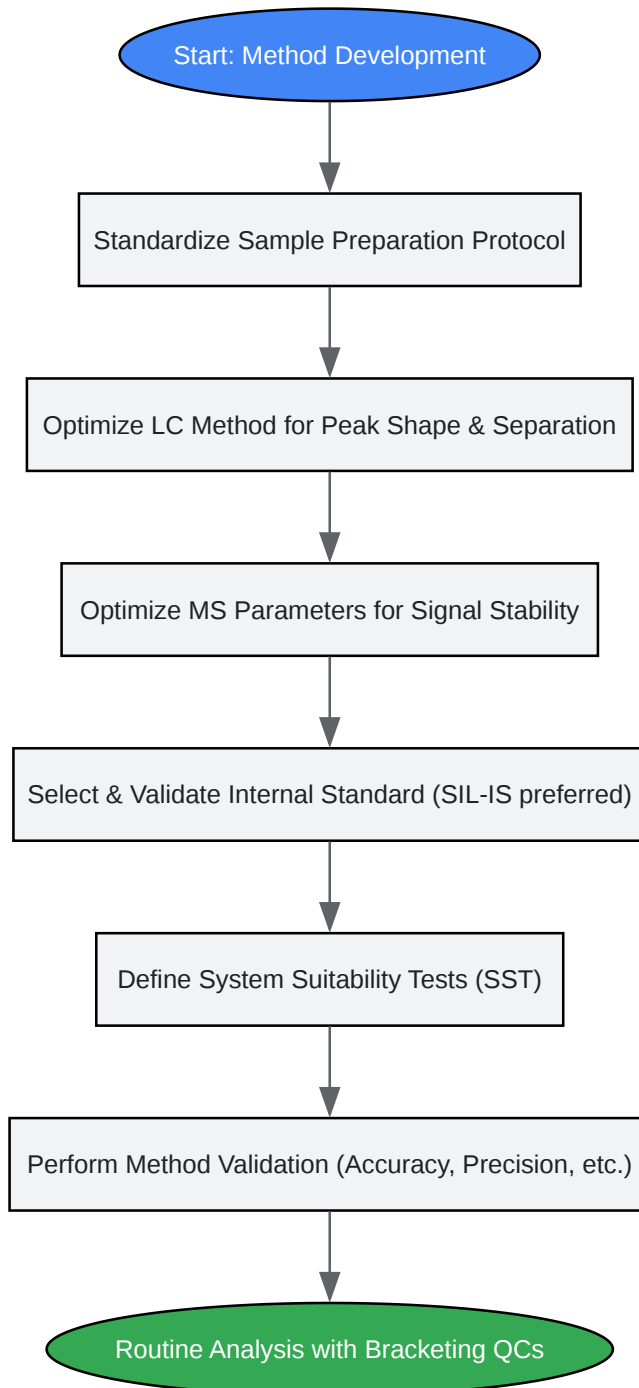 Start: Method Development
Standardize Sample Preparation Protocol
Optimize LC Method for Peak Shape & Separation
Optimize MS Parameters for Signal Stability
Select & Validate Internal Standard (SIL-IS preferred)
Define System Suitability Tests (SST)
Perform Method Validation (Accuracy, Precision, etc.)
Routine Analysis with Bracketing QCs